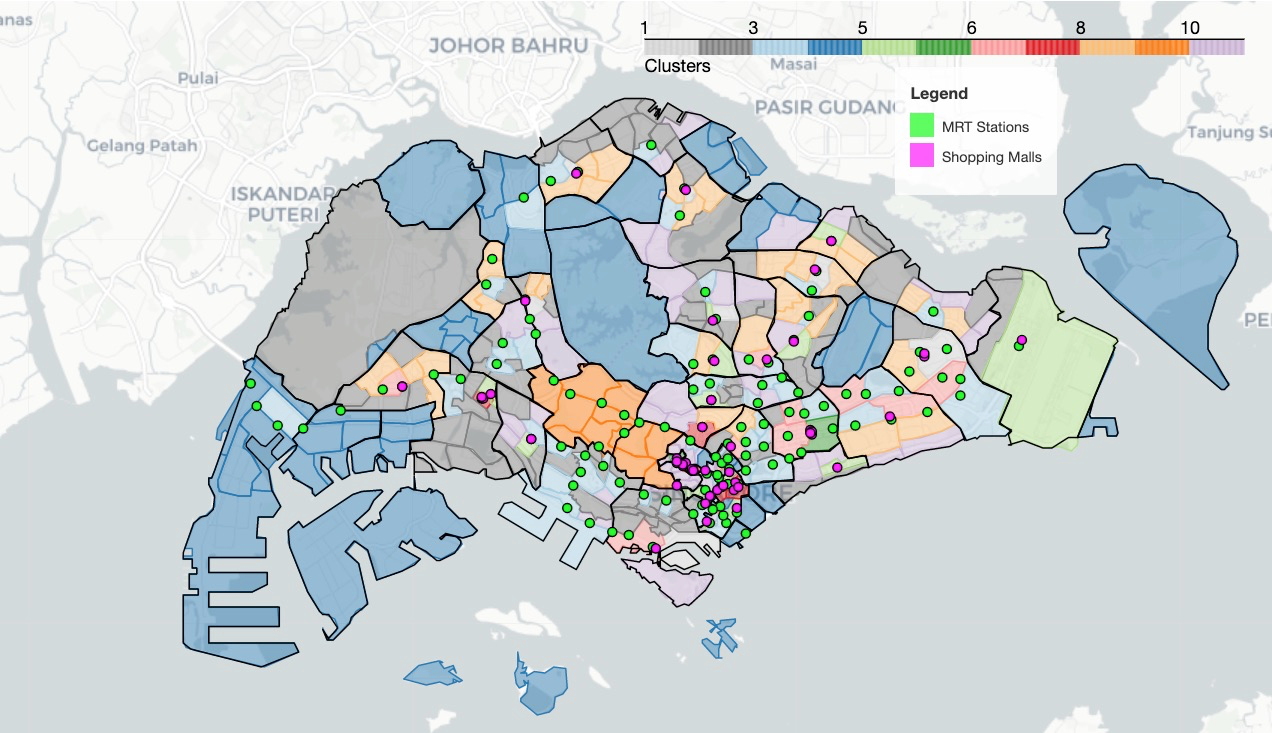 anas
JOHOR BAHRU
1 3 5 6 8 10
Clusters
Masai
Pulai
Legend
PASIR GUDANG
MRT Stations
Tanjung Su
Gelang Patah
Shopping Malls
ISKANDAR
PUTERI
PE
ORE